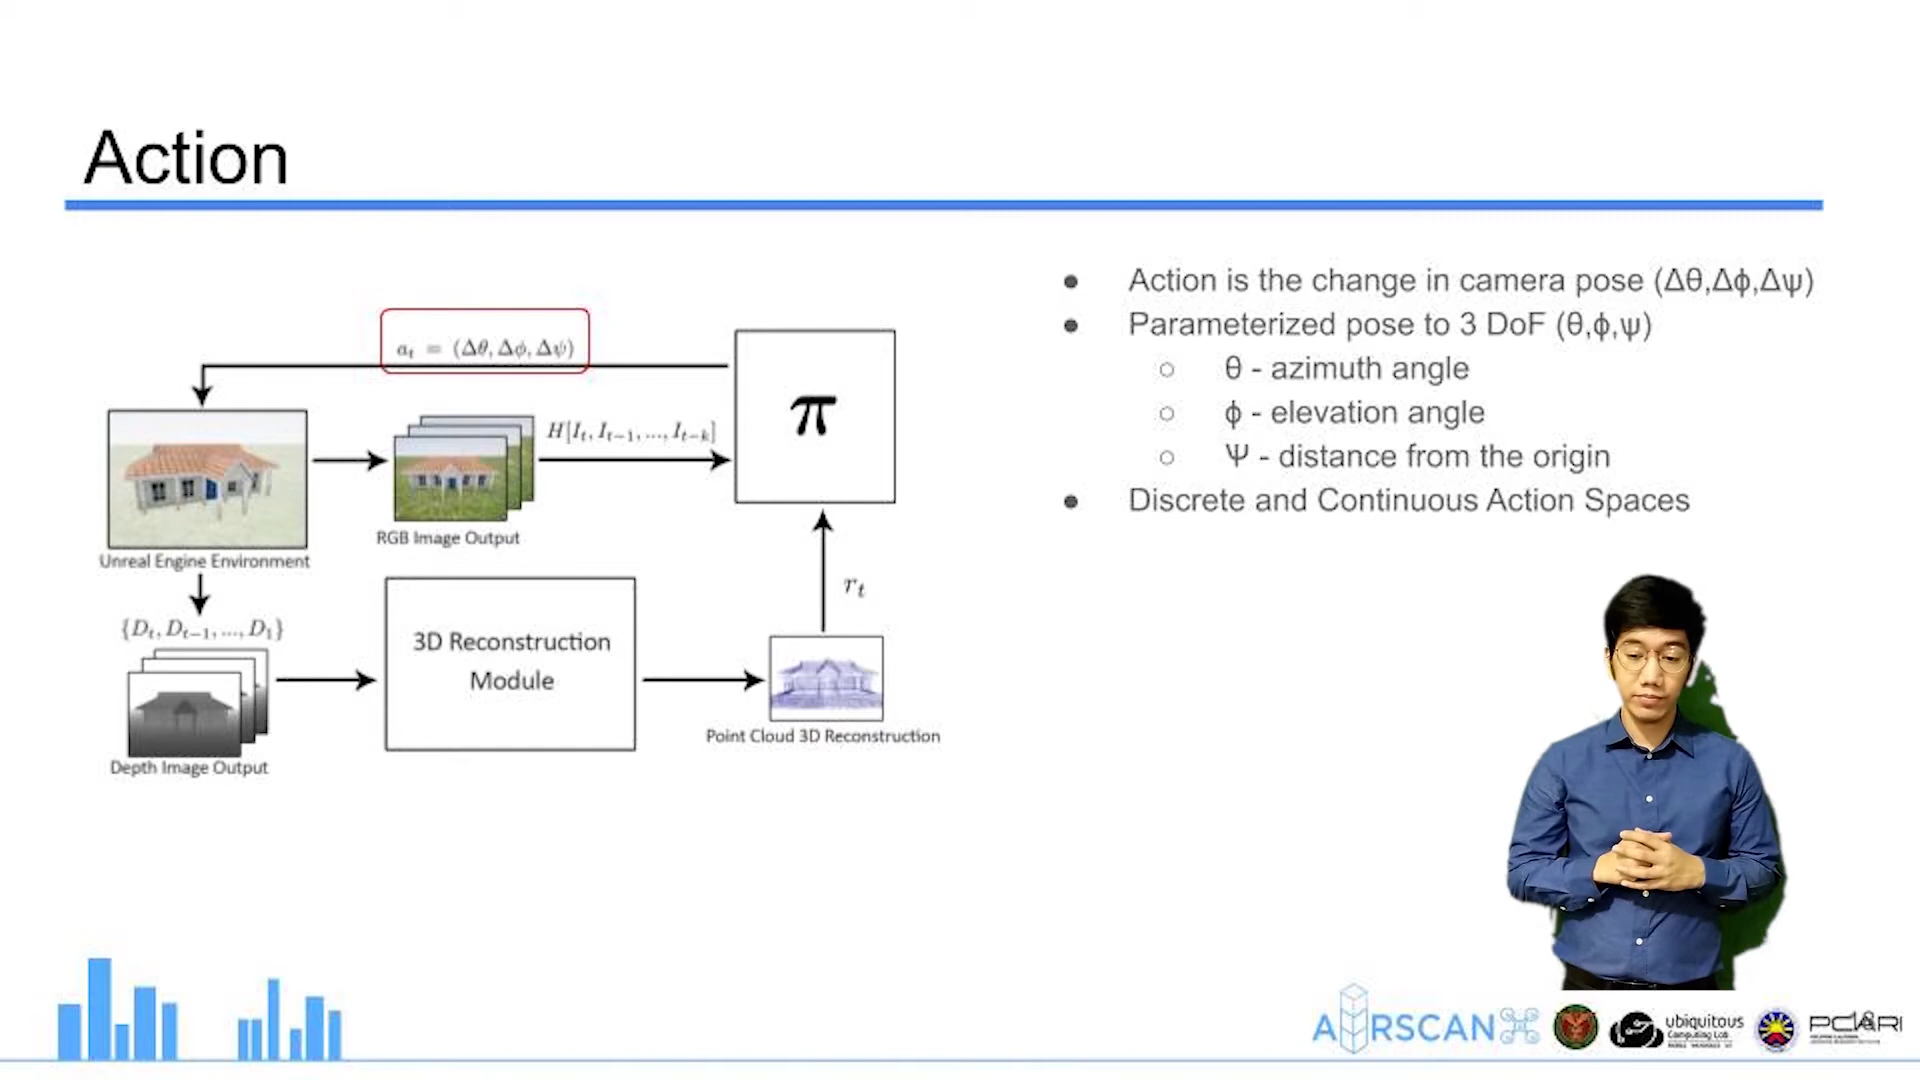 Action
a_t = (Δθ, Δϕ, Δψ)
π
H[I_t, I_{t-1}, ..., I_{t-k}]
RGB Image Output
Unreal Engine Environment
{D_t, D_{t-1}, ..., D_1}
3D Reconstruction
Module
r_t
Point Cloud 3D Reconstruction
Depth Image Output
● Action is the change in camera pose (Δθ,Δϕ,Δψ)
● Parameterized pose to 3 DoF (θ,ϕ,ψ)
○ θ - azimuth angle
○ ϕ - elevation angle
○ Ψ - distance from the origin
● Discrete and Continuous Action Spaces
AIRSCAN
ubiquitous
Computing Lab
PCARI
18